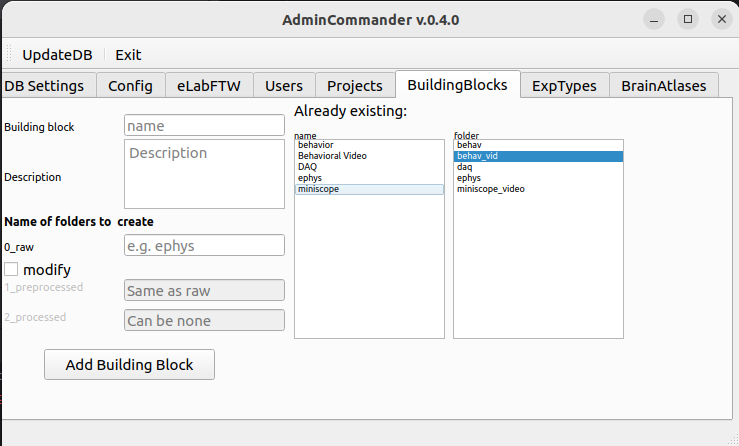 AdminCommander v.0.4.0
UpdateDB Exit
DB Settings Config eLabFTW Users Projects BuildingBlocks ExpTypes BrainAtlases
Already existing:
Building block name
Description Description
Name of folders to create
0_raw e.g. ephys
modify
1_preprocessed Same as raw
2_processed Can be none
Add Building Block
name
behavior
Behavioral Video
DAQ
ephys
miniscope
folder
behav
behav_vid
daq
ephys
miniscope_video